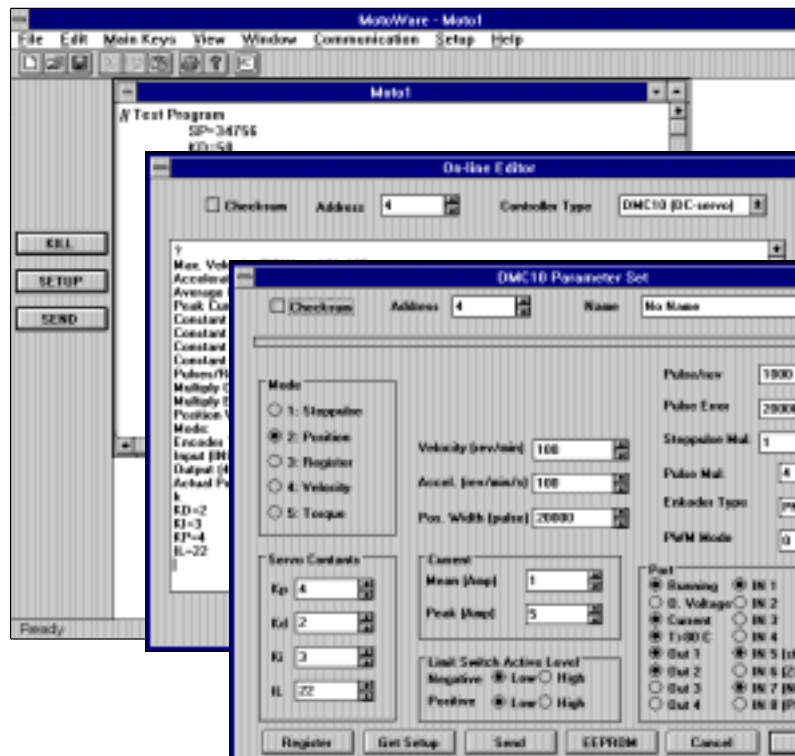 MotoWare - Moto1
File Edit Main Keys View Window Communication Setup Help
Moto1
// Test Program
SP=34756
KD=50
KILL
SETUP
SEND
Ready
On-line Editor
Checksum Address 4 Controller Type DMC10 (DC-servo)
?
Max. Velo
Accelerat
Average
Peak Cur
Constant
Constant
Constant
Constant
Pulses/R
Multiply
Multiply
Position
Mode:
Encoder
Input (IN
Output (4
Actual Po
k
KD=2
KI=3
KP=4
IL=22
DMC10 Parameter Set
Checksum Address 4 Name No Name
Mode
1: Steppulse
2: Position
3: Register
4: Velocity
5: Torque
Velocity (rev/min) 100
Accel. (rev/min/s) 100
Pos. Width (pulse) 20000
Pulse/rev 1000
Pulse Error 20000
Steppulse Mul. 1
Pulse Mul. 4
Enkoder Type
PWM Mode 0
Servo Contants
Kp 4
Kd 2
Ki 3
IL 22
Current
Mean (Amp) 1
Peak (Amp) 5
Limit Switch Active Level
Negative Low High
Positive Low High
Port
Running IN 1
O. Voltage IN 2
Current IN 3
T>80 C IN 4
Out 1 IN 5
Out 2 IN 6
Out 3 IN 7
Out 4 IN 8
Register Get Setup Send EEPROM Cancel